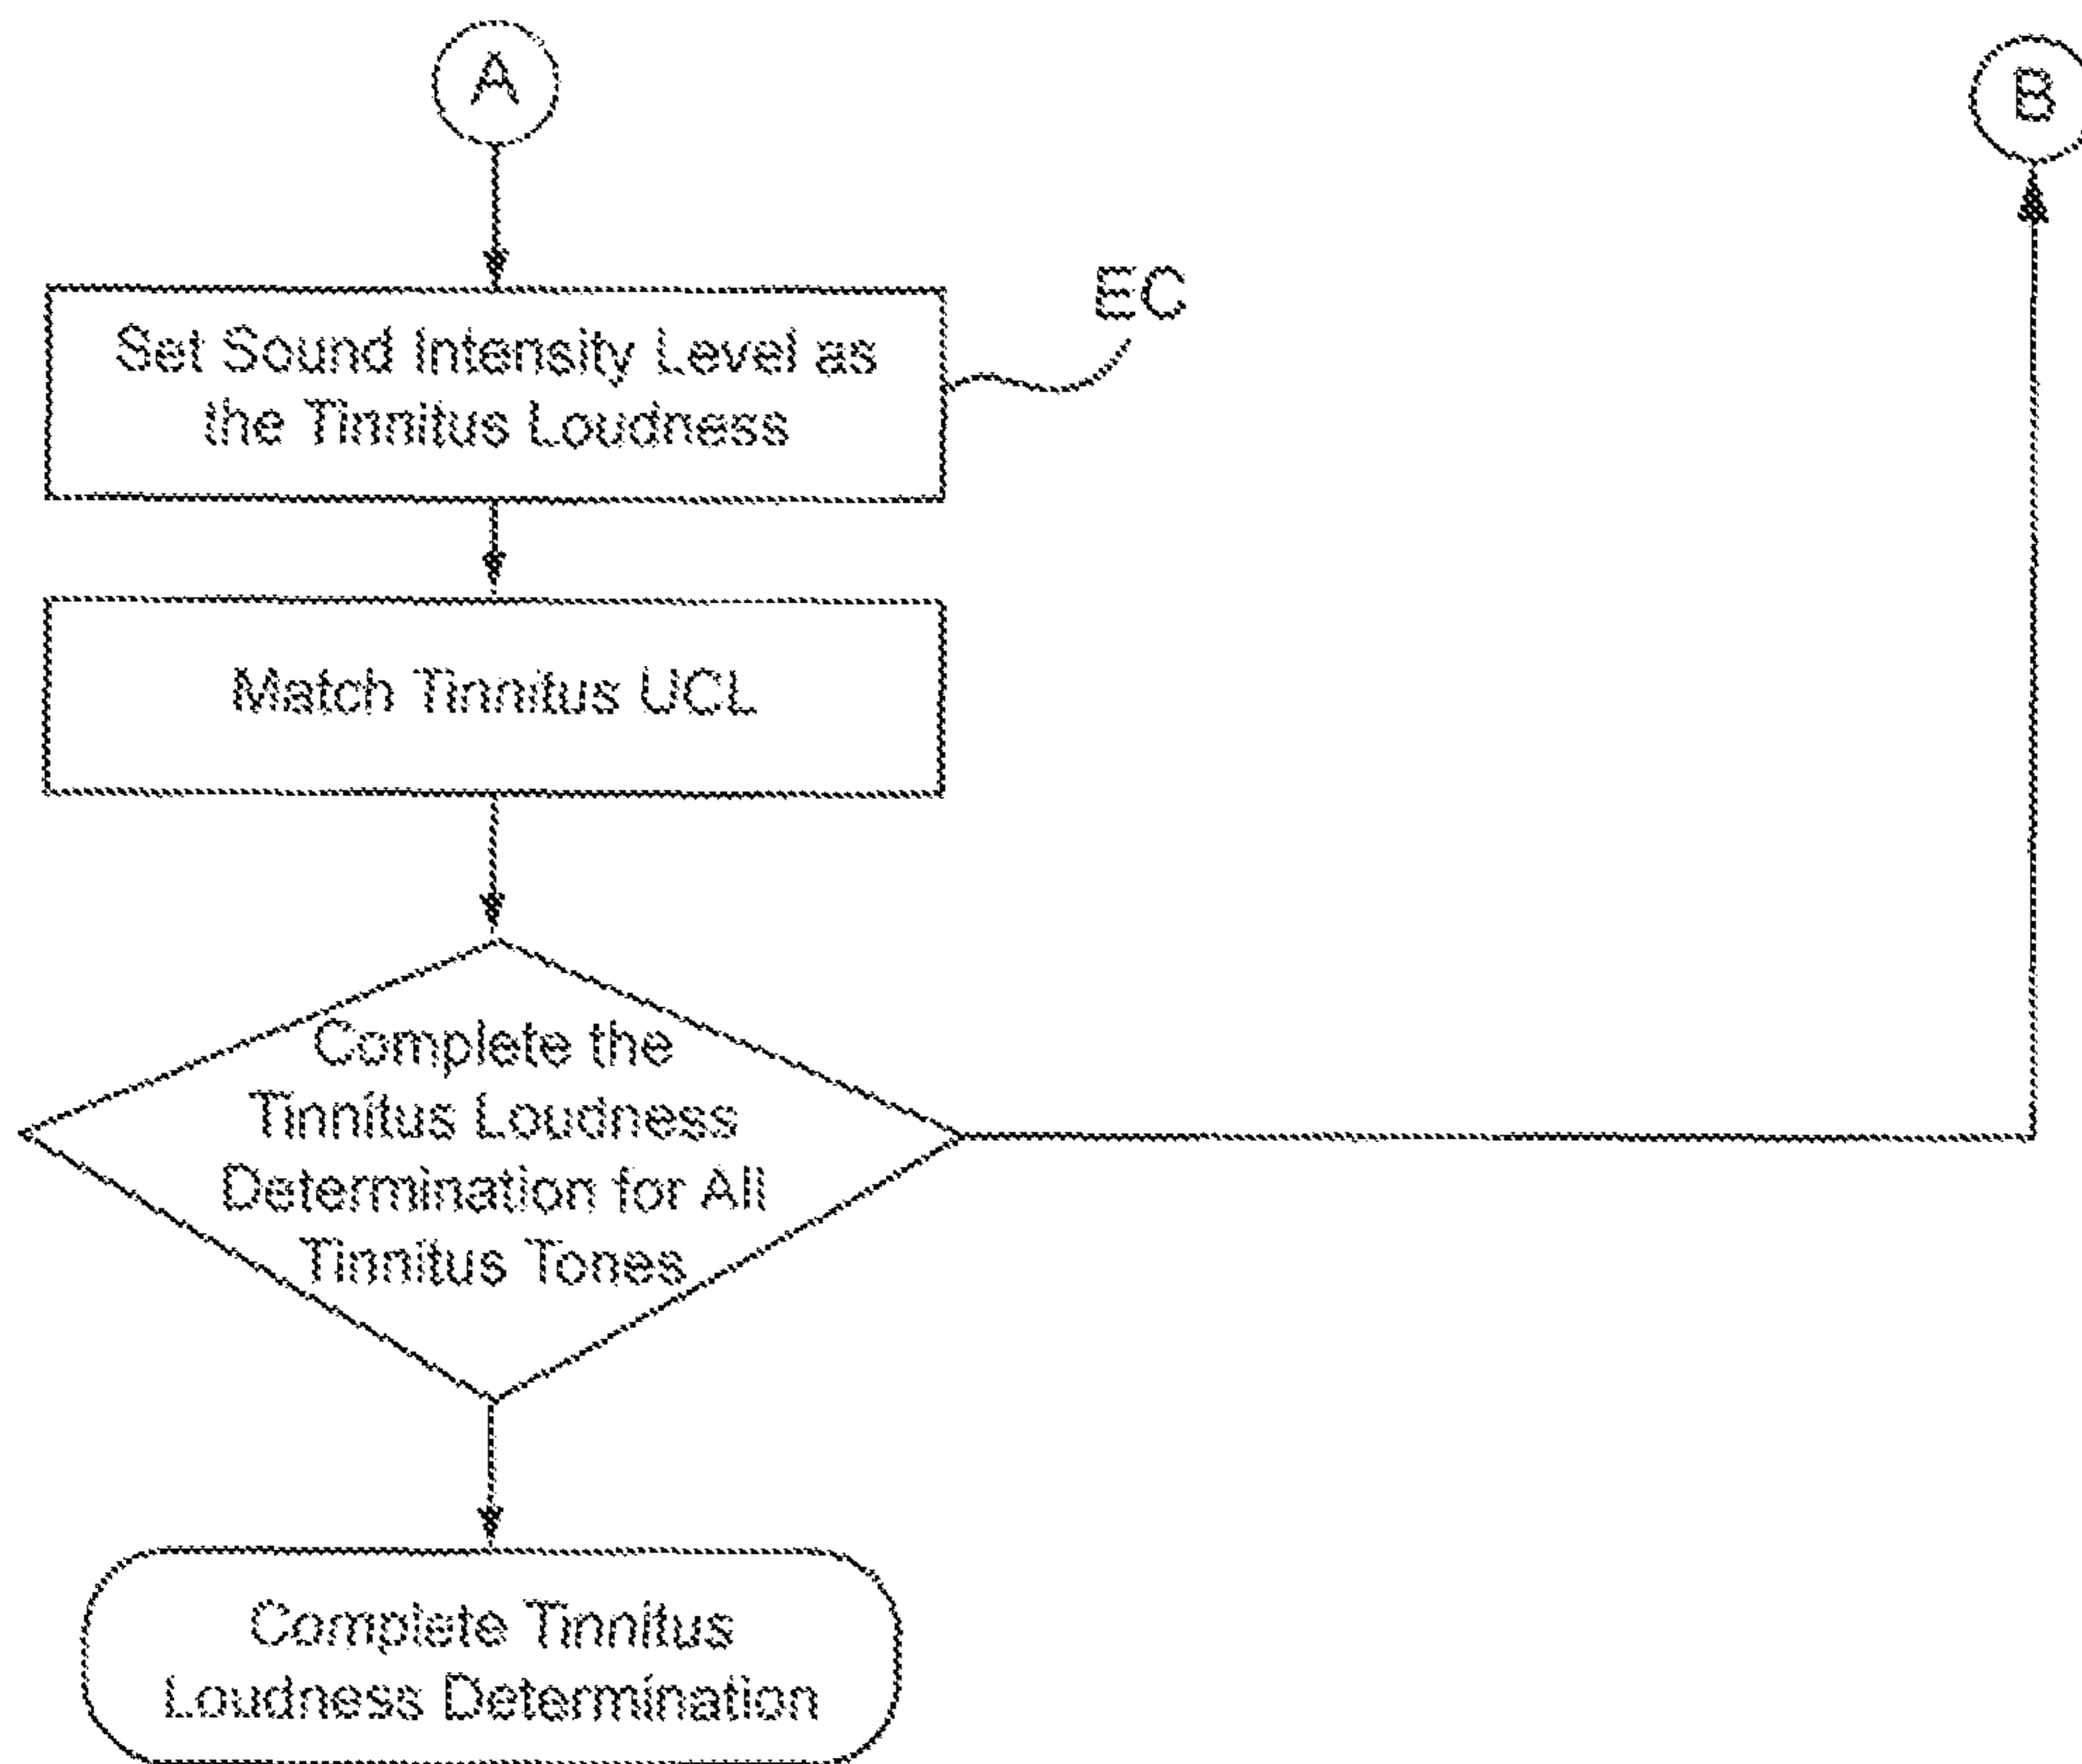 A
B
EC
Set Sound Intensity Level as
the Tinnitus Loudness
Match Tinnitus UCL
Complete the
Tinnitus Loudness
Determination for All
Tinnitus Tones
Complete Tinnitus
Loudness Determination